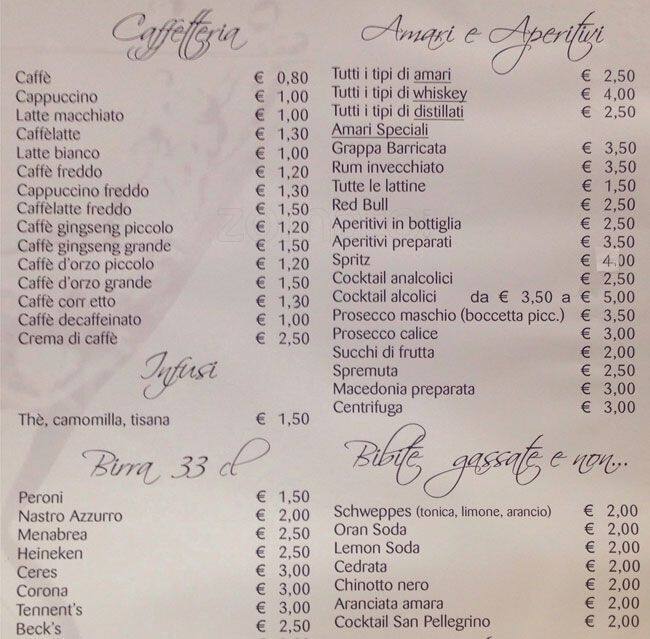 Caffetteria
Caffè € 0,80
Cappuccino € 1,00
Latte macchiato € 1,00
Caffèlatte € 1,30
Latte bianco € 1,00
Caffè freddo € 1,20
Cappuccino freddo € 1,30
Caffèlatte freddo € 1,50
Caffè gingseng piccolo € 1,20
Caffè gingseng grande € 1,50
Caffè d'orzo piccolo € 1,20
Caffè d'orzo grande € 1,50
Caffè corr etto € 1,30
Caffè decaffeinato € 1,00
Crema di caffè € 2,50
Infusi
Thè, camomilla, tisana € 1,50
Birra 33 cl
Peroni € 1,50
Nastro Azzurro € 2,00
Menabrea € 2,50
Heineken € 2,50
Ceres € 3,00
Corona € 3,00
Tennent's € 3,00
Beck's € 2,50
Amari e Aperitivi
Tutti i tipi di amari € 2,50
Tutti i tipi di whiskey € 4,00
Tutti i tipi di distillati € 2,50
Amari Speciali
Grappa Barricata € 3,50
Rum invecchiato € 3,50
Tutte le lattine € 1,50
Red Bull € 2,50
Aperitivi in bottiglia € 2,50
Aperitivi preparati € 3,50
Spritz € 4.00
Cocktail analcolici € 2,50
Cocktail alcolici da € 3,50 a € 5,00
Prosecco maschio (boccetta picc.) € 3,50
Prosecco calice € 3,00
Succhi di frutta € 2,00
Spremuta € 2,50
Macedonia preparata € 3,00
Centrifuga € 3,00
Bibite gassate e non...
Schweppes (tonica, limone, arancio) € 2,00
Oran Soda € 2,00
Lemon Soda € 2,00
Cedrata € 2,00
Chinotto nero € 2,00
Aranciata amara € 2,00
Cocktail San Pellegrino € 2,00